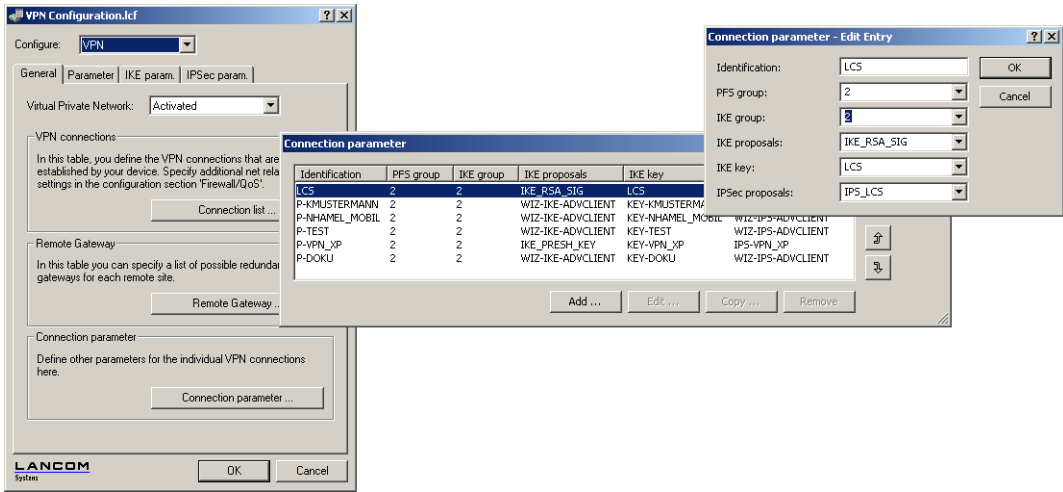 VPN Configuration.lcf
Configure: VPN
General Parameter IKE param. IPSec param.
Virtual Private Network: Activated
VPN connections
In this table, you define the VPN connections that are
established by your device. Specify additional net rela
settings in the configuration section 'Firewall/QoS'.
Connection list ...
Remote Gateway
In this table you can specify a list of possible redundan
gateways for each remote site.
Remote Gateway ..
Connection parameter
Define other parameters for the individual VPN connections
here.
Connection parameter ...
LANCOM
Systems
OK Cancel
Connection parameter
Identification PFS group IKE group IKE proposals IKE key
LCS 2 2 IKE_RSA_SIG LCS
P-KMUSTERMANN 2 2 WIZ-IKE-ADVCLIENT KEY-KMUSTERMA
P-NHAMEL_MOBIL 2 2 WIZ-IKE-ADVCLIENT KEY-NHAMEL_MOBIL WIZ-IPS-ADVCLIENT
P-TEST 2 2 WIZ-IKE-ADVCLIENT KEY-TEST WIZ-IPS-ADVCLIENT
P-VPN_XP 2 2 IKE_PRESH_KEY KEY-VPN_XP IPS-VPN_XP
P-DOKU 2 2 WIZ-IKE-ADVCLIENT KEY-DOKU WIZ-IPS-ADVCLIENT
Add ... Edit ... Copy ... Remove
Connection parameter - Edit Entry
Identification: LCS OK
PFS group: 2 Cancel
IKE group: 2
IKE proposals: IKE_RSA_SIG
IKE key: LCS
IPSec proposals: IPS_LCS